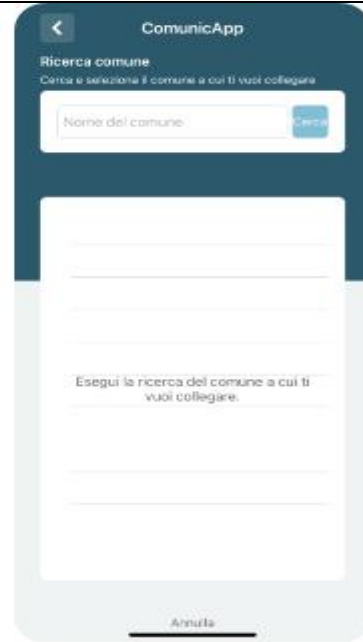 ComunicApp
Ricerca comune
Cerca e seleziona il comune a cui ti vuoi collegare
Nome del comune
Cerca
Esegui la ricerca del comune a cui ti
vuoi collegare.
Annulla